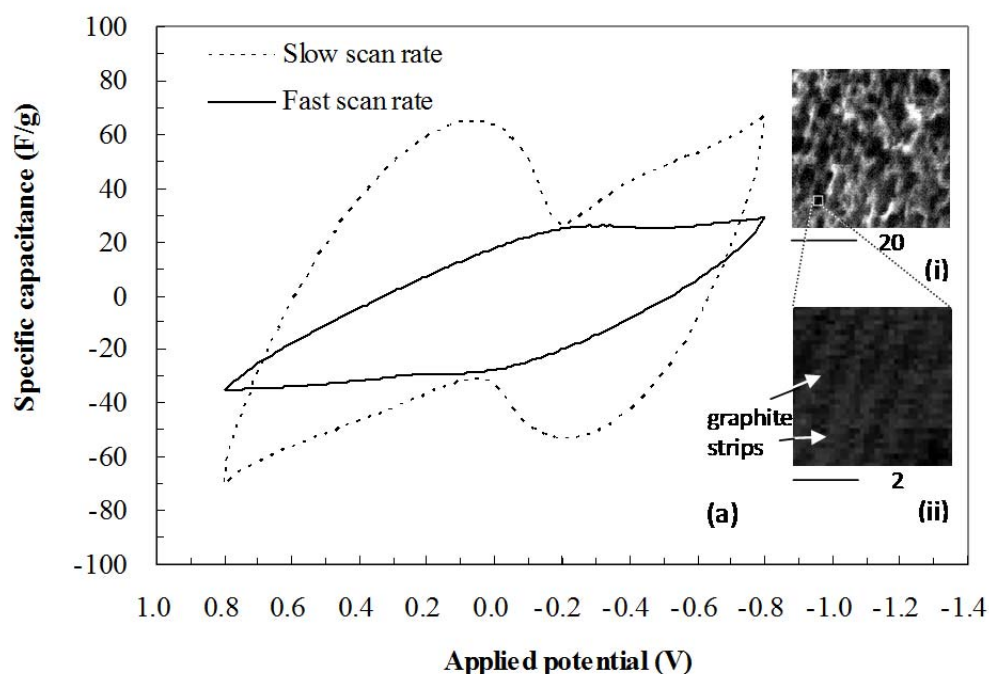 Specific capacitance (F/g)
100
80
60
40
20
0
-20
-40
-60
-80
-100
Slow scan rate
Fast scan rate
20
(i)
graphite
strips
2
(a)
(ii)
1.0 0.8 0.6 0.4 0.2 0.0 -0.2 -0.4 -0.6 -0.8 -1.0 -1.2 -1.4
Applied potential (V)